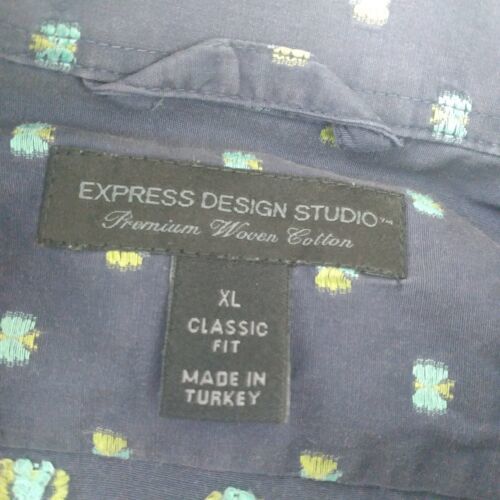 EXPRESS DESIGN STUDIO™
Premium Woven Cotton
XL
CLASSIC
FIT
MADE IN
TURKEY